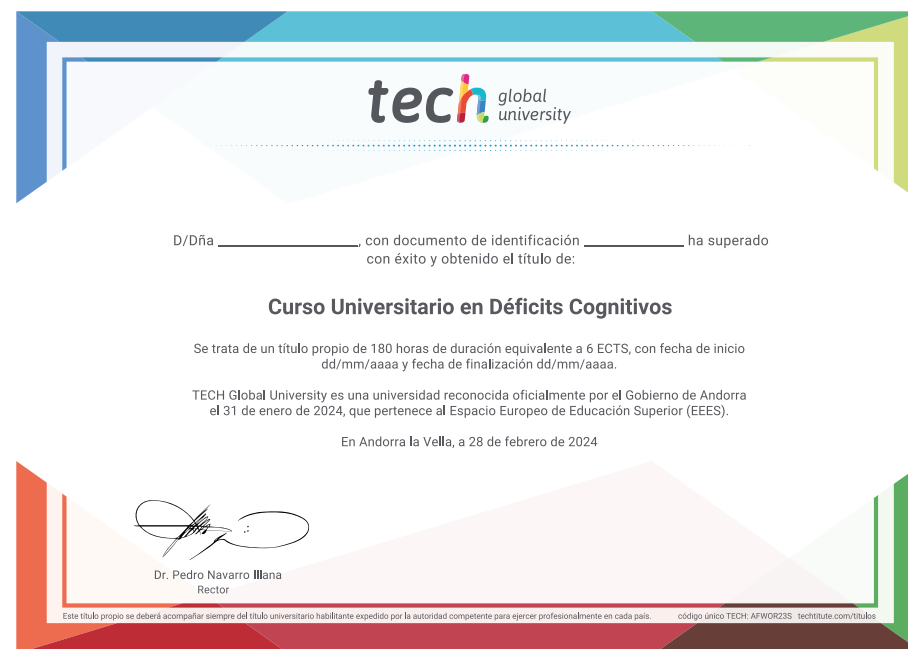 tech global university
D/Dña ____________________, con documento de identificación ______________ ha superado
con éxito y obtenido el título de:
Curso Universitario en Déficits Cognitivos
Se trata de un título propio de 180 horas de duración equivalente a 6 ECTS, con fecha de inicio
dd/mm/aaaa y fecha de finalización dd/mm/aaaa.
TECH Global University es una universidad reconocida oficialmente por el Gobierno de Andorra
el 31 de enero de 2024, que pertenece al Espacio Europeo de Educación Superior (EEES).
En Andorra la Vella, a 28 de febrero de 2024
Dr. Pedro Navarro Illana
Rector
Este título propio se deberá acompañar siempre del título universitario habilitante expedido por la autoridad competente para ejercer profesionalmente en cada país. código único TECH: AFWOR23S techtitute.com/titulos